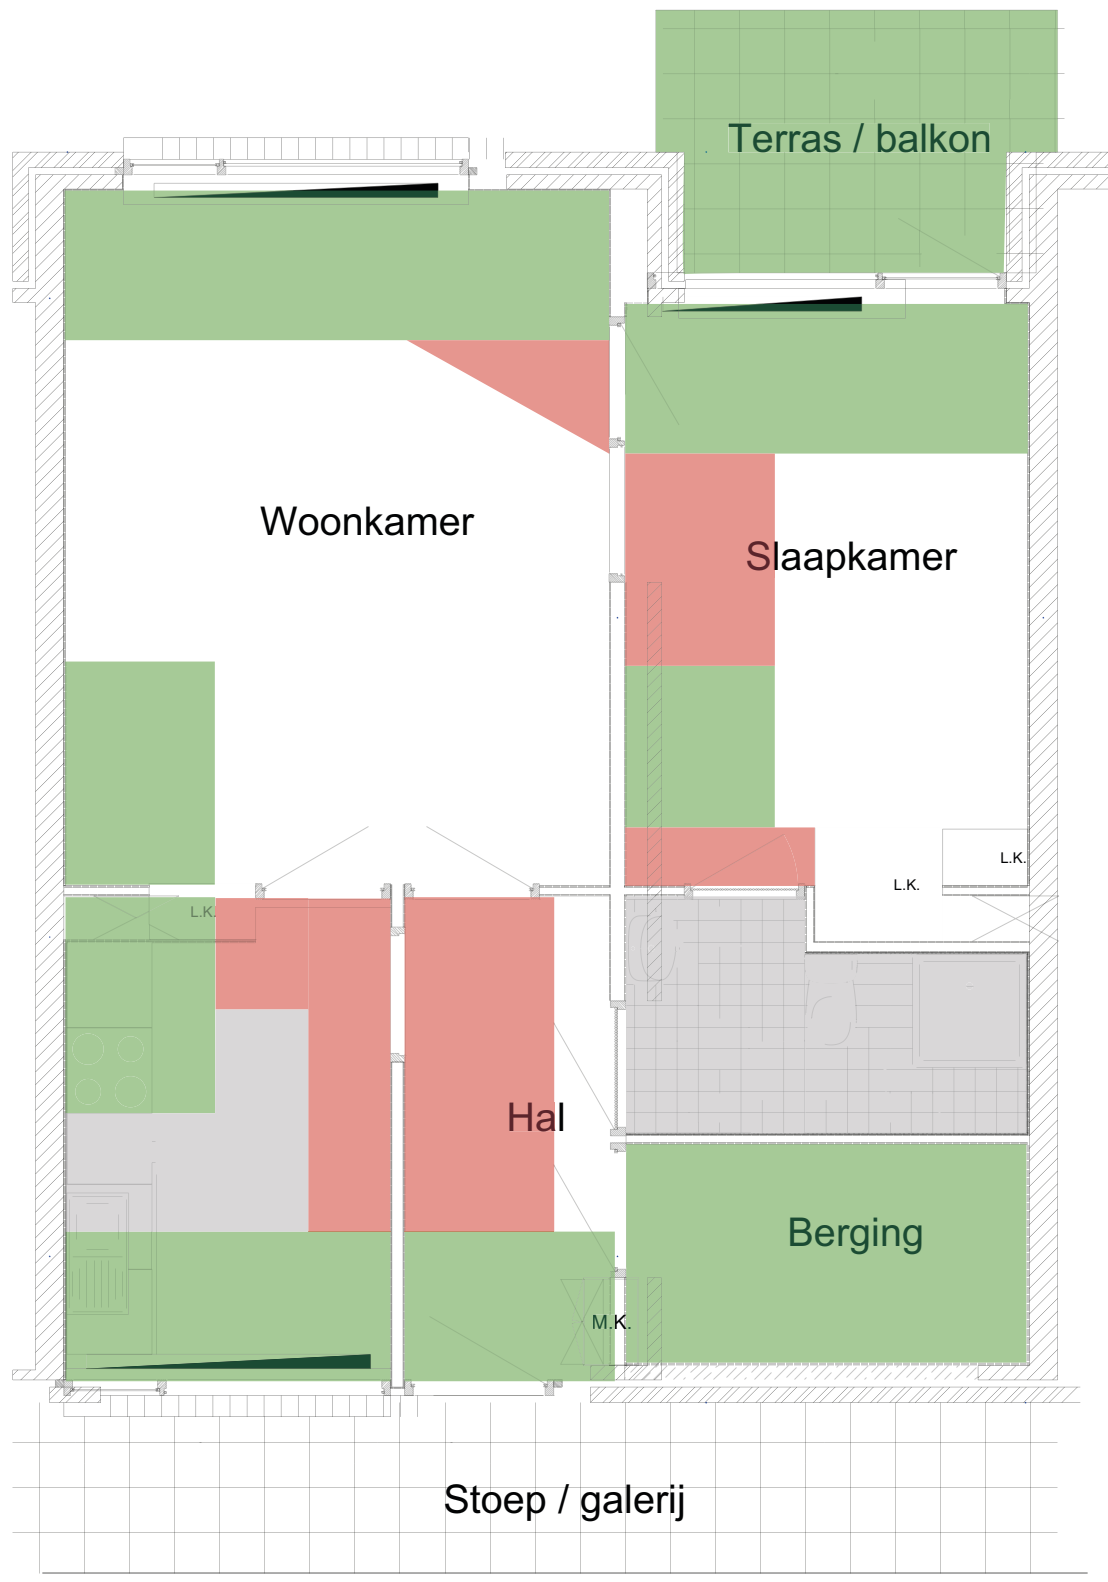 Terras / balkon
Woonkamer
Slaapkamer
L.K.
L.K.
L.K.
Hal
Berging
M.K.
Stoep / galerij